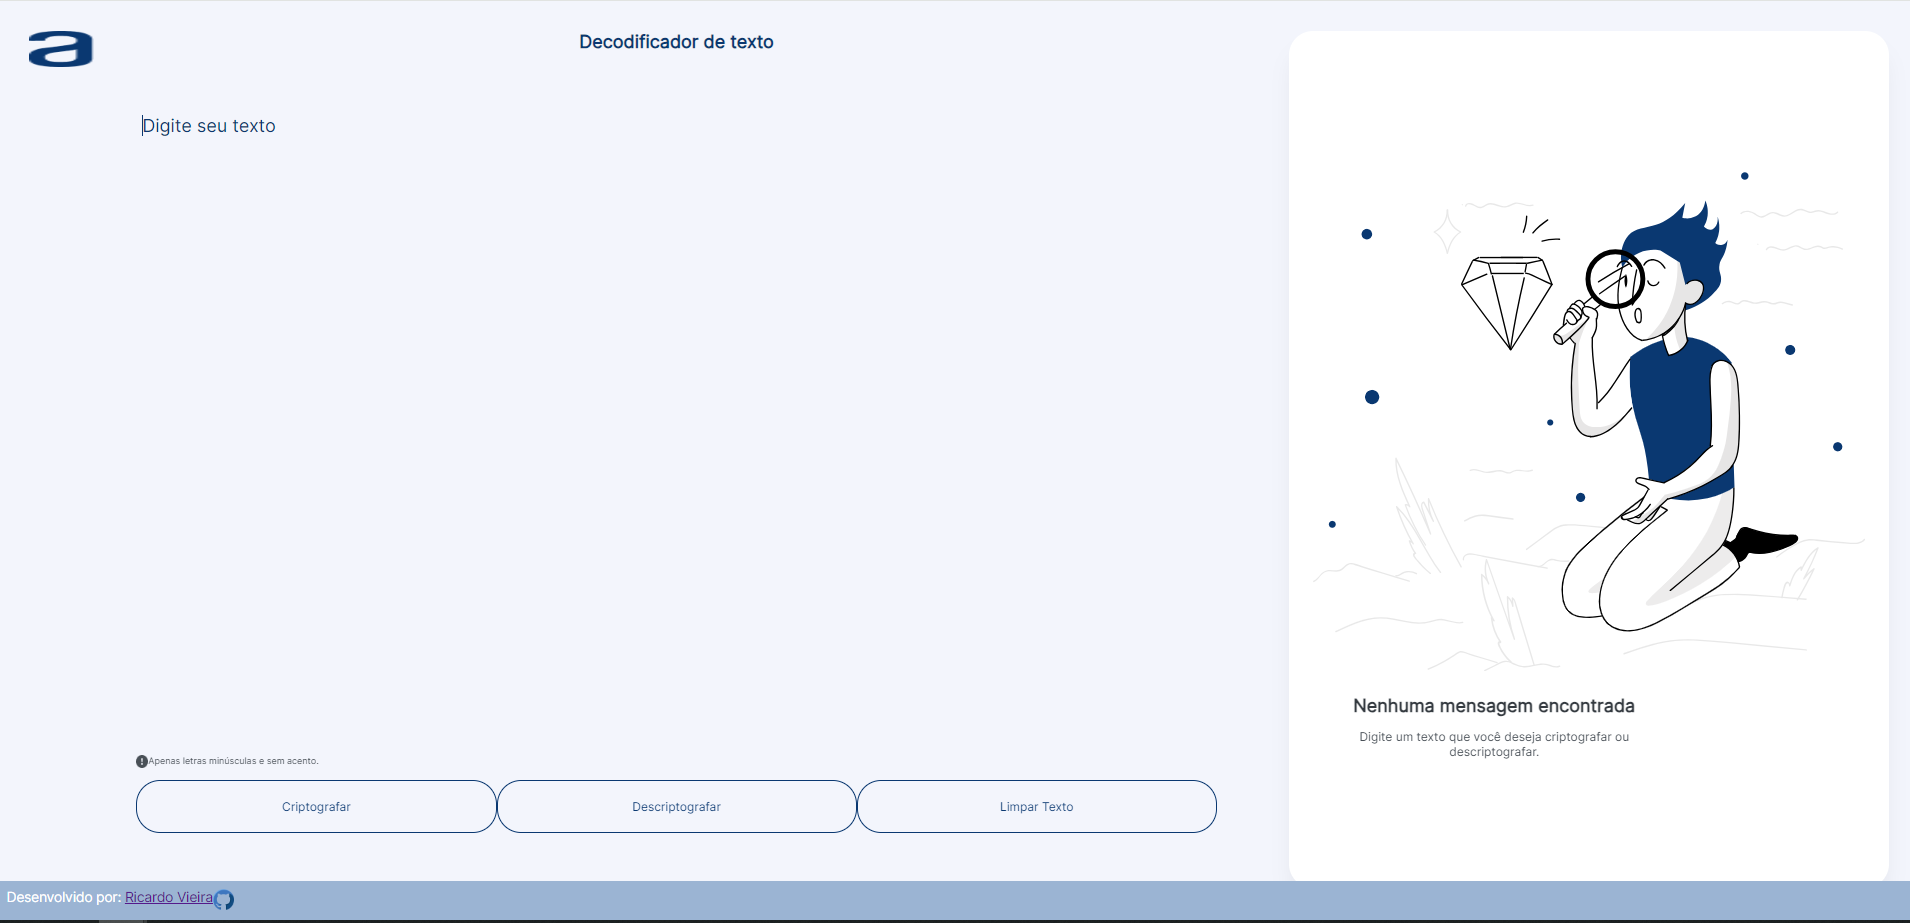 a
Decodificador de texto
Digite seu texto
Nenhuma mensagem encontrada
Digite um texto que você deseja criptografar ou
descriptografar.
Apenas letras minúsculas e sem acento.
Criptografar
Descriptografar
Limpar Texto
Desenvolvido por: Ricardo Vieira